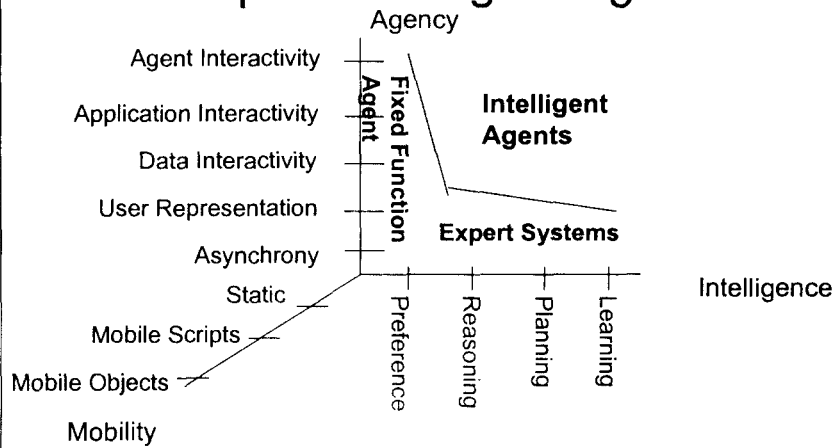 Agency
Agent Interactivity
Application Interactivity
Data Interactivity
User Representation
Asynchrony
Static
Mobile Scripts
Mobile Objects
Mobility
Fixed Function
Agent
Intelligent
Agents
Expert Systems
Intelligence
Preference
Reasoning
Planning
Learning